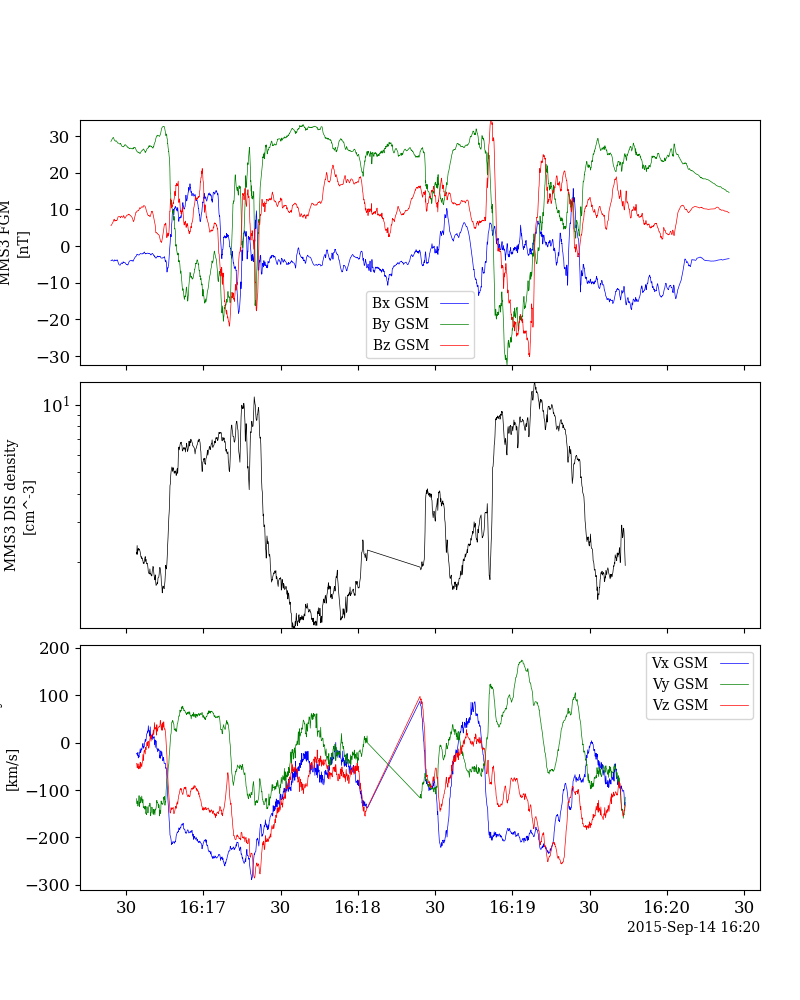 MMS3 FGM
[nT]
30
20
10
0
−10
−20
−30
Bx GSM
By GSM
Bz GSM
MMS3 DIS density
[cm^-3]
10^1
[km/s]
200
100
0
−100
−200
−300
Vx GSM
Vy GSM
Vz GSM
30 16:17 30 16:18 30 16:19 30 16:20 30
2015-Sep-14 16:20